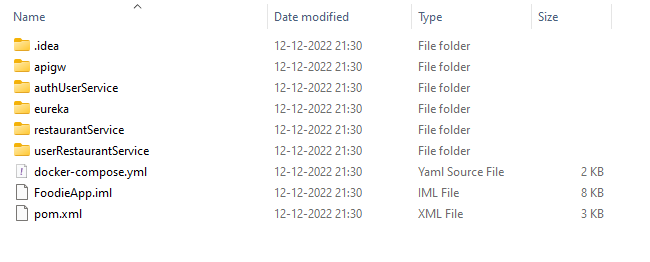 Name Date modified Type Size
.idea 12-12-2022 21:30 File folder
apigw 12-12-2022 21:30 File folder
authUserService 12-12-2022 21:30 File folder
eureka 12-12-2022 21:30 File folder
restaurantService 12-12-2022 21:30 File folder
userRestaurantService 12-12-2022 21:30 File folder
docker-compose.yml 12-12-2022 21:30 Yaml Source File 2 KB
FoodieApp.iml 12-12-2022 21:30 IML File 8 KB
pom.xml 12-12-2022 21:30 XML File 3 KB